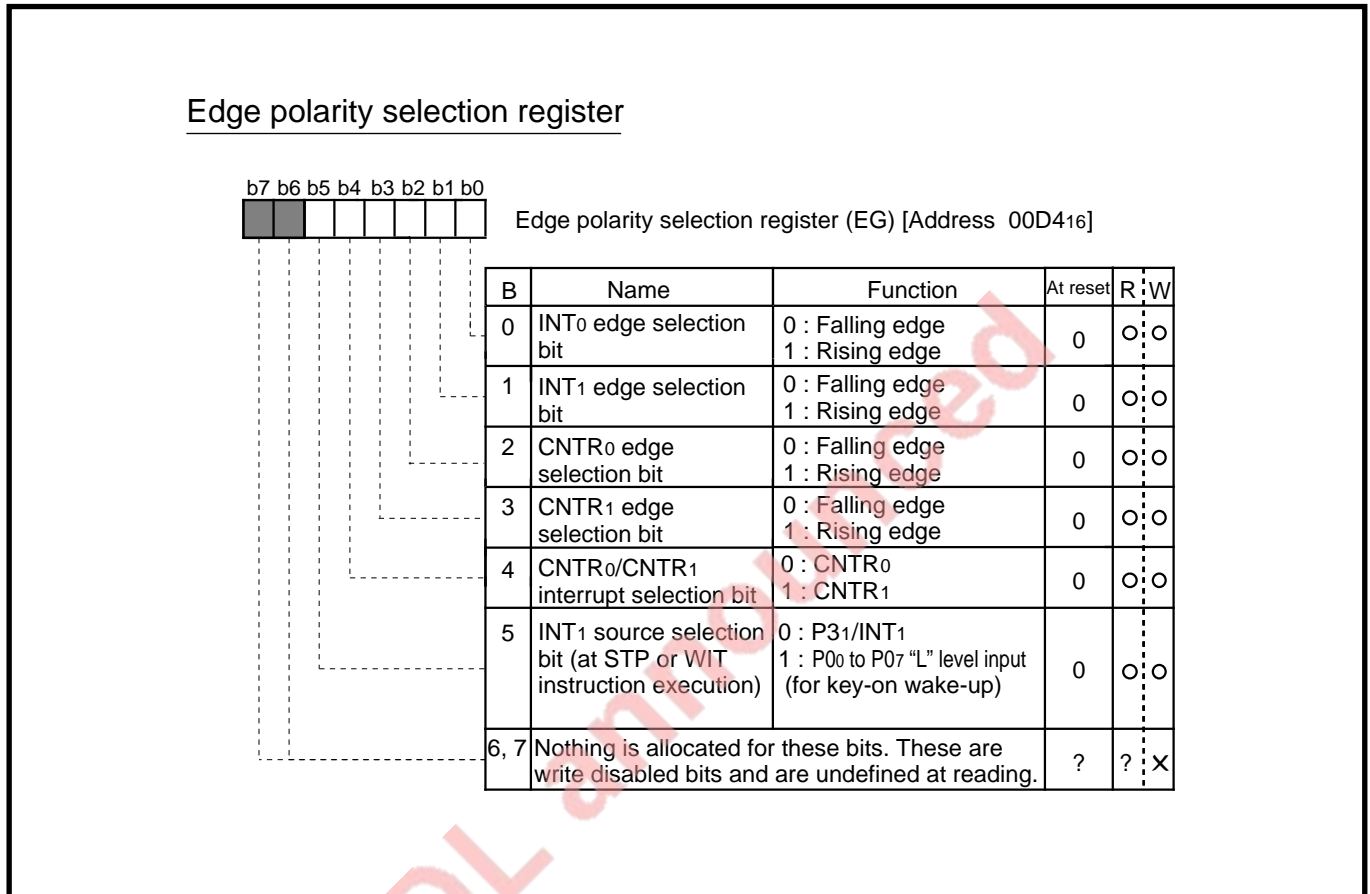 Edge polarity selection register
b7 b6 b5 b4 b3 b2 b1 b0
Edge polarity selection register (EG) [Address 00D416]
B Name Function At reset R W
0 INT0 edge selection bit 0 : Falling edge 1 : Rising edge 0 O O
1 INT1 edge selection bit 0 : Falling edge 1 : Rising edge 0 O O
2 CNTR0 edge selection bit 0 : Falling edge 1 : Rising edge 0 O O
3 CNTR1 edge selection bit 0 : Falling edge 1 : Rising edge 0 O O
4 CNTR0/CNTR1 interrupt selection bit 0 : CNTR0 1 : CNTR1 0 O O
5 INT1 source selection bit (at STP or WIT instruction execution) 0 : P31/INT1 1 : P00 to P07 “L” level input (for key-on wake-up) 0 O O
6, 7 Nothing is allocated for these bits. These are write disabled bits and are undefined at reading. ? ? ×
OL announced